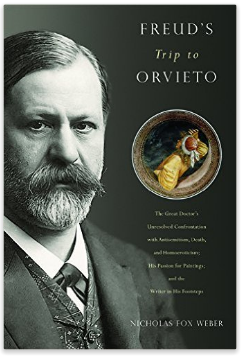 FREUD'S
Trip to
ORVIETO
The Great Doctor's
Unresolved Confrontation
with Antisemitism, Death,
and Homoeroticism;
His Passion for Paintings;
and the
Writer in His Footsteps
NICHOLAS FOX WEBER